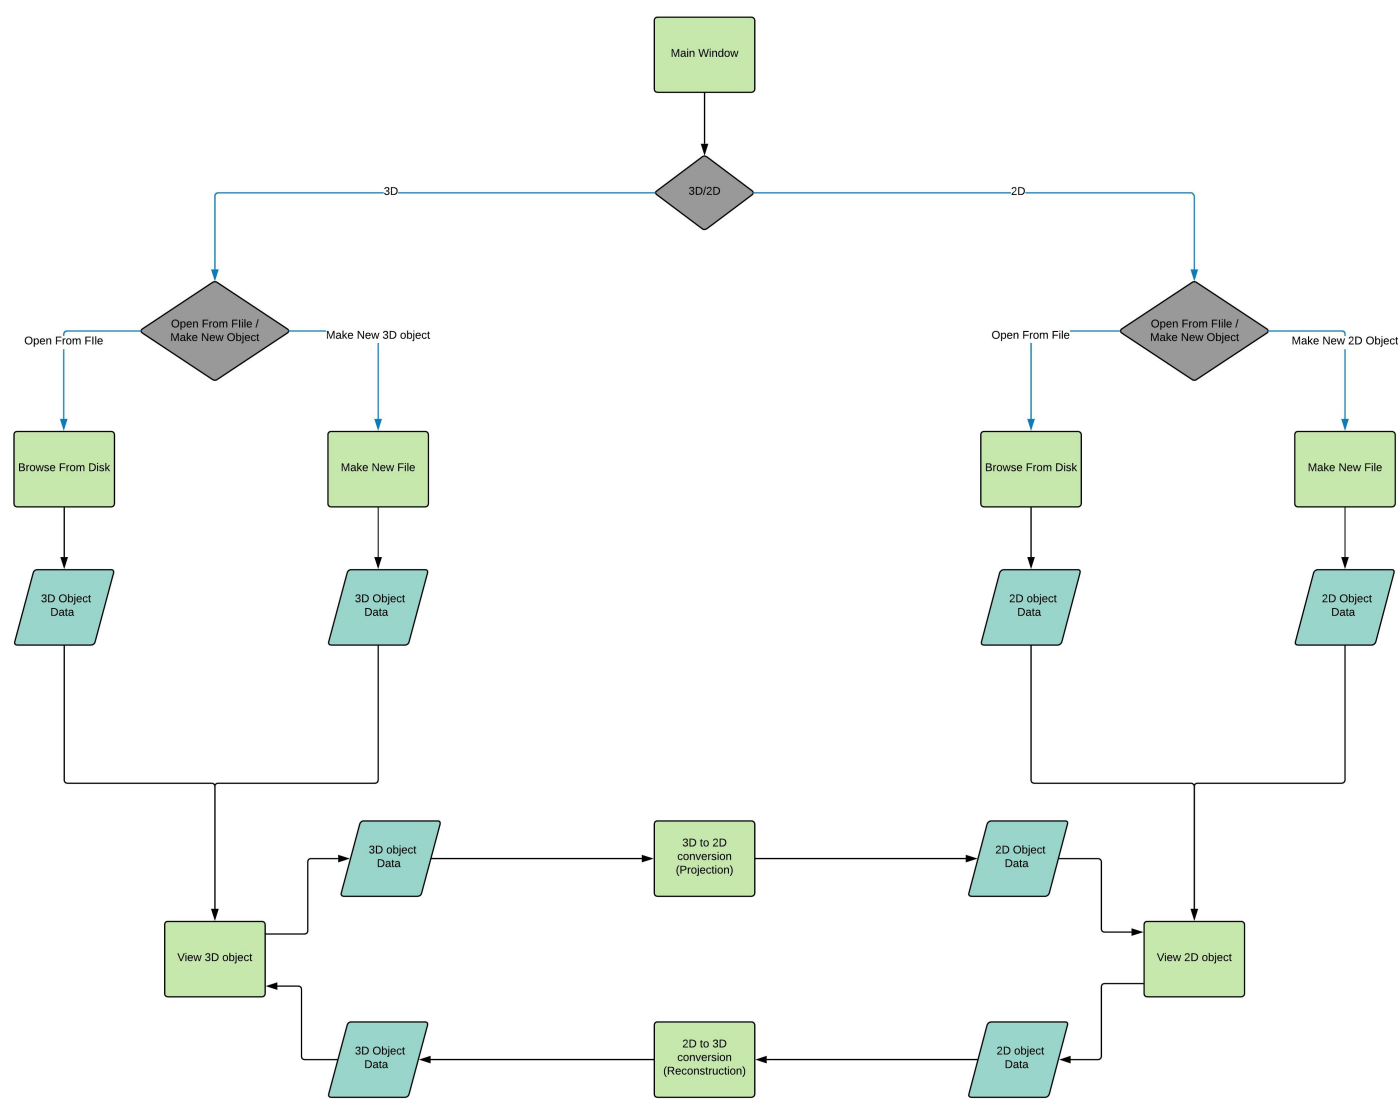 Main Window
3D/2D
3D
2D
Open From FIile /
Make New Object
Open From FIle
Make New 3D object
Open From FIile /
Make New Object
Open From File
Make New 2D Object
Browse From Disk
Make New File
Browse From Disk
Make New File
3D Object
Data
3D Object
Data
2D object
Data
2D Object
Data
3D object
Data
3D to 2D
conversion
(Projection)
2D Object
Data
View 3D object
View 2D object
3D Object
Data
2D to 3D
conversion
(Reconstruction)
2D object
Data